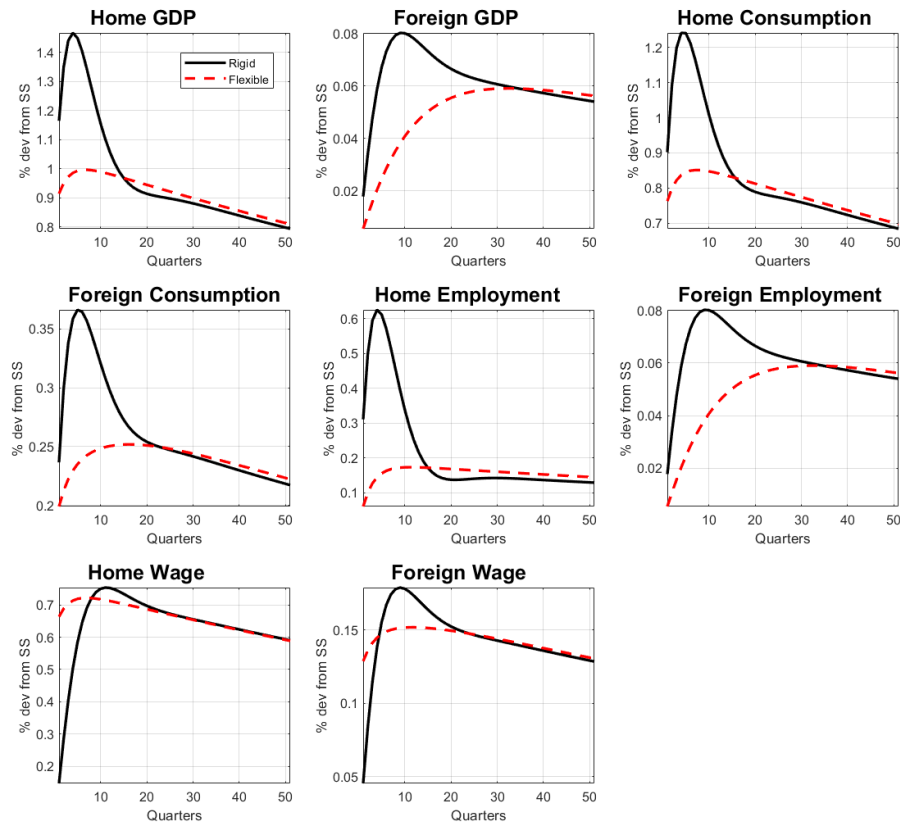 Home GDP
% dev from SS
1.4
1.3
1.2
1.1
1
0.9
0.8
10 20 30 40 50
Quarters
Rigid
Flexible
Foreign GDP
% dev from SS
0.08
0.06
0.04
0.02
10 20 30 40 50
Quarters
Home Consumption
% dev from SS
1.2
1.1
1
0.9
0.8
0.7
10 20 30 40 50
Quarters
Foreign Consumption
% dev from SS
0.35
0.3
0.25
0.2
10 20 30 40 50
Quarters
Home Employment
% dev from SS
0.6
0.5
0.4
0.3
0.2
0.1
10 20 30 40 50
Quarters
Foreign Employment
% dev from SS
0.08
0.06
0.04
0.02
10 20 30 40 50
Quarters
Home Wage
% dev from SS
0.7
0.6
0.5
0.4
0.3
0.2
10 20 30 40 50
Quarters
Foreign Wage
% dev from SS
0.15
0.1
0.05
10 20 30 40 50
Quarters